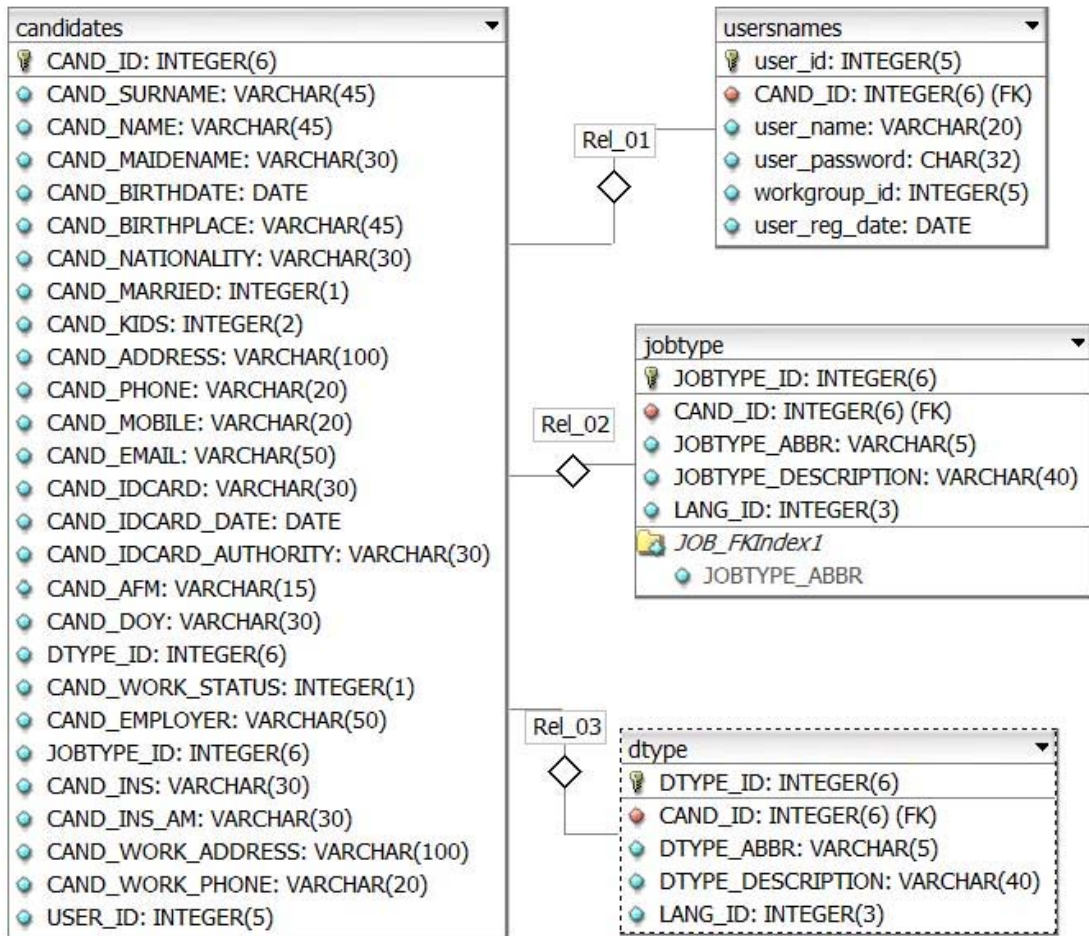 candidates
CAND_ID: INTEGER(6)
CAND_SURNAME: VARCHAR(45)
CAND_NAME: VARCHAR(45)
CAND_MAIDENAME: VARCHAR(30)
CAND_BIRTHDATE: DATE
CAND_BIRTHPLACE: VARCHAR(45)
CAND_NATIONALITY: VARCHAR(30)
CAND_MARRIED: INTEGER(1)
CAND_KIDS: INTEGER(2)
CAND_ADDRESS: VARCHAR(100)
CAND_PHONE: VARCHAR(20)
CAND_MOBILE: VARCHAR(20)
CAND_EMAIL: VARCHAR(50)
CAND_IDCARD: VARCHAR(30)
CAND_IDCARD_DATE: DATE
CAND_IDCARD_AUTHORITY: VARCHAR(30)
CAND_AFM: VARCHAR(15)
CAND_DOY: VARCHAR(30)
DTYPE_ID: INTEGER(6)
CAND_WORK_STATUS: INTEGER(1)
CAND_EMPLOYER: VARCHAR(50)
JOBTYPE_ID: INTEGER(6)
CAND_INS: VARCHAR(30)
CAND_INS_AM: VARCHAR(30)
CAND_WORK_ADDRESS: VARCHAR(100)
CAND_WORK_PHONE: VARCHAR(20)
USER_ID: INTEGER(5)
Rel_01
usersnames
user_id: INTEGER(5)
CAND_ID: INTEGER(6) (FK)
user_name: VARCHAR(20)
user_password: CHAR(32)
workgroup_id: INTEGER(5)
user_reg_date: DATE
Rel_02
jobtype
JOBTYPE_ID: INTEGER(6)
CAND_ID: INTEGER(6) (FK)
JOBTYPE_ABBR: VARCHAR(5)
JOBTYPE_DESCRIPTION: VARCHAR(40)
LANG_ID: INTEGER(3)
JOB_FKIndex1
JOBTYPE_ABBR
Rel_03
dtype
DTYPE_ID: INTEGER(6)
CAND_ID: INTEGER(6) (FK)
DTYPE_ABBR: VARCHAR(5)
DTYPE_DESCRIPTION: VARCHAR(40)
LANG_ID: INTEGER(3)